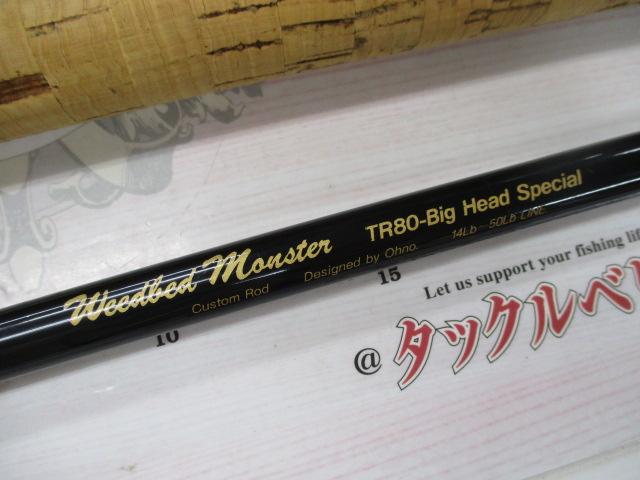 Weedbed Monster TR80-Big Head Special
Custom Rod Designed by Ohno. 14Lb - 50Lb LINE
10 15
Let us support your fishing life
@ タックルベ